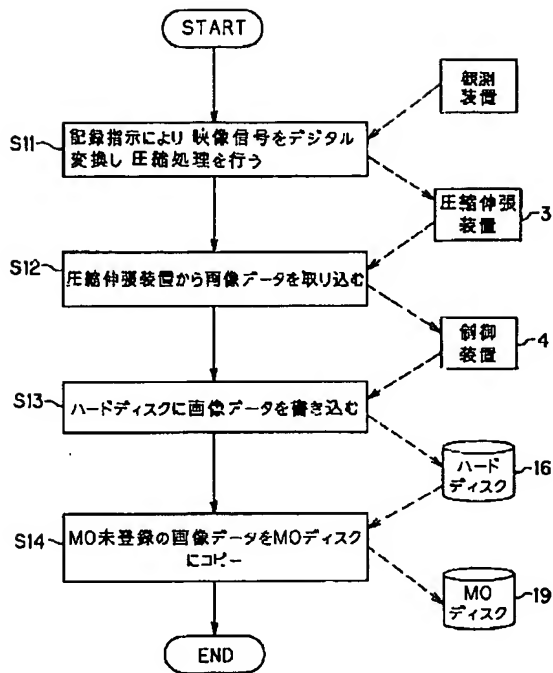 START
観測
装置
S11
記録指示により映像信号をデジタル
変換し圧縮処理を行う
圧縮伸張
装置
3
S12
圧縮伸張装置から画像データを取り込む
制御
装置
4
S13
ハードディスクに画像データを書き込む
ハード
ディスク
16
S14
MO未登録の画像データをMOディスク
にコピー
MO
ディスク
19
END